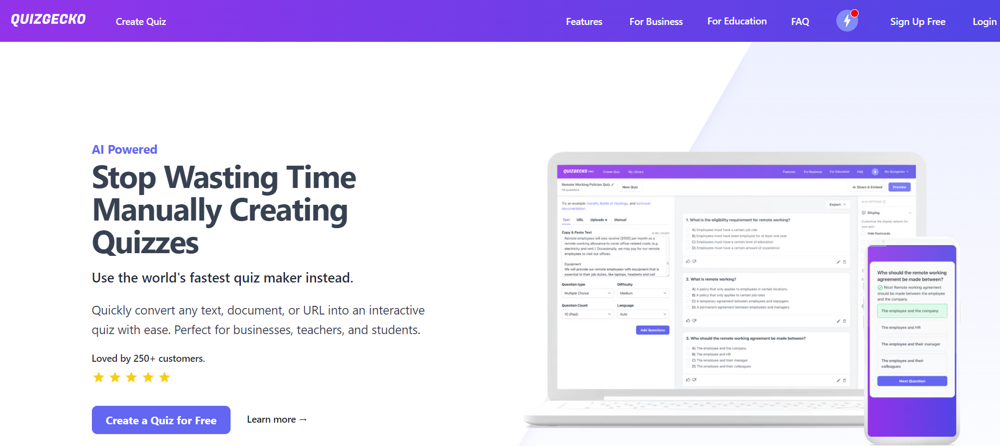 QUIZGECKO
Create Quiz
Features
For Business
For Education
FAQ
Sign Up Free
Login
AI Powered
Stop Wasting Time
Manually Creating
Quizzes
Use the world's fastest quiz maker instead.
Quickly convert any text, document, or URL into an interactive
quiz with ease. Perfect for businesses, teachers, and students.
Loved by 250+ customers.
Create a Quiz for Free
Learn more →
QUIZGECKO PRO
Create Quiz
My Library
Features
For Business
For Education
FAQ
My Quizgecko
Remote Working Policies Quiz
10 questions
New Quiz
Share & Embed
Preview
Try an example: Gandhi, Battle of Hastings, and technical
documentation.
Text
URL
Uploads
Manual
Copy & Paste Text
Remote employees will also receive [$100] per month as a
remote-working allowance to cover office-related costs (e.g.
electricity and rent.) Occasionally, we may pay for our remote
employees to visit our offices.
Equipment
We will provide our remote employees with equipment that is
essential to their job duties, like laptops, headsets and cell
Question type
Difficulty
Multiple Choice
Medium
Question Count
Language
10 (Paid)
Auto
Add Questions
Export
1. What is the eligibility requirement for remote working?
A) Employees must have a certain job role
B) Employees must have been employed for at least one year
C) Employees must have a certain level of education
D) Employees must have a certain amount of experience
2. What is remote working?
A) A policy that only applies to employees in certain locations
B) A policy that only applies to certain job roles
C) A temporary agreement between employees and managers
D) A permanent agreement between employees and managers
3. Who should the remote working agreement be made between?
A) The employee and the company
B) The employee and HR
C) The employee and their manager
D) The employee and their colleagues
QUIZ SETTINGS
Display
Customize the display options for
your quiz
Hide flashcards
Who should the remote working
agreement be made between?
Nice! Remote working agreement
should be made between the employee
and the company.
The employee and the company
The employee and HR
The employee and their manager
The employee and their
colleagues
Next Question